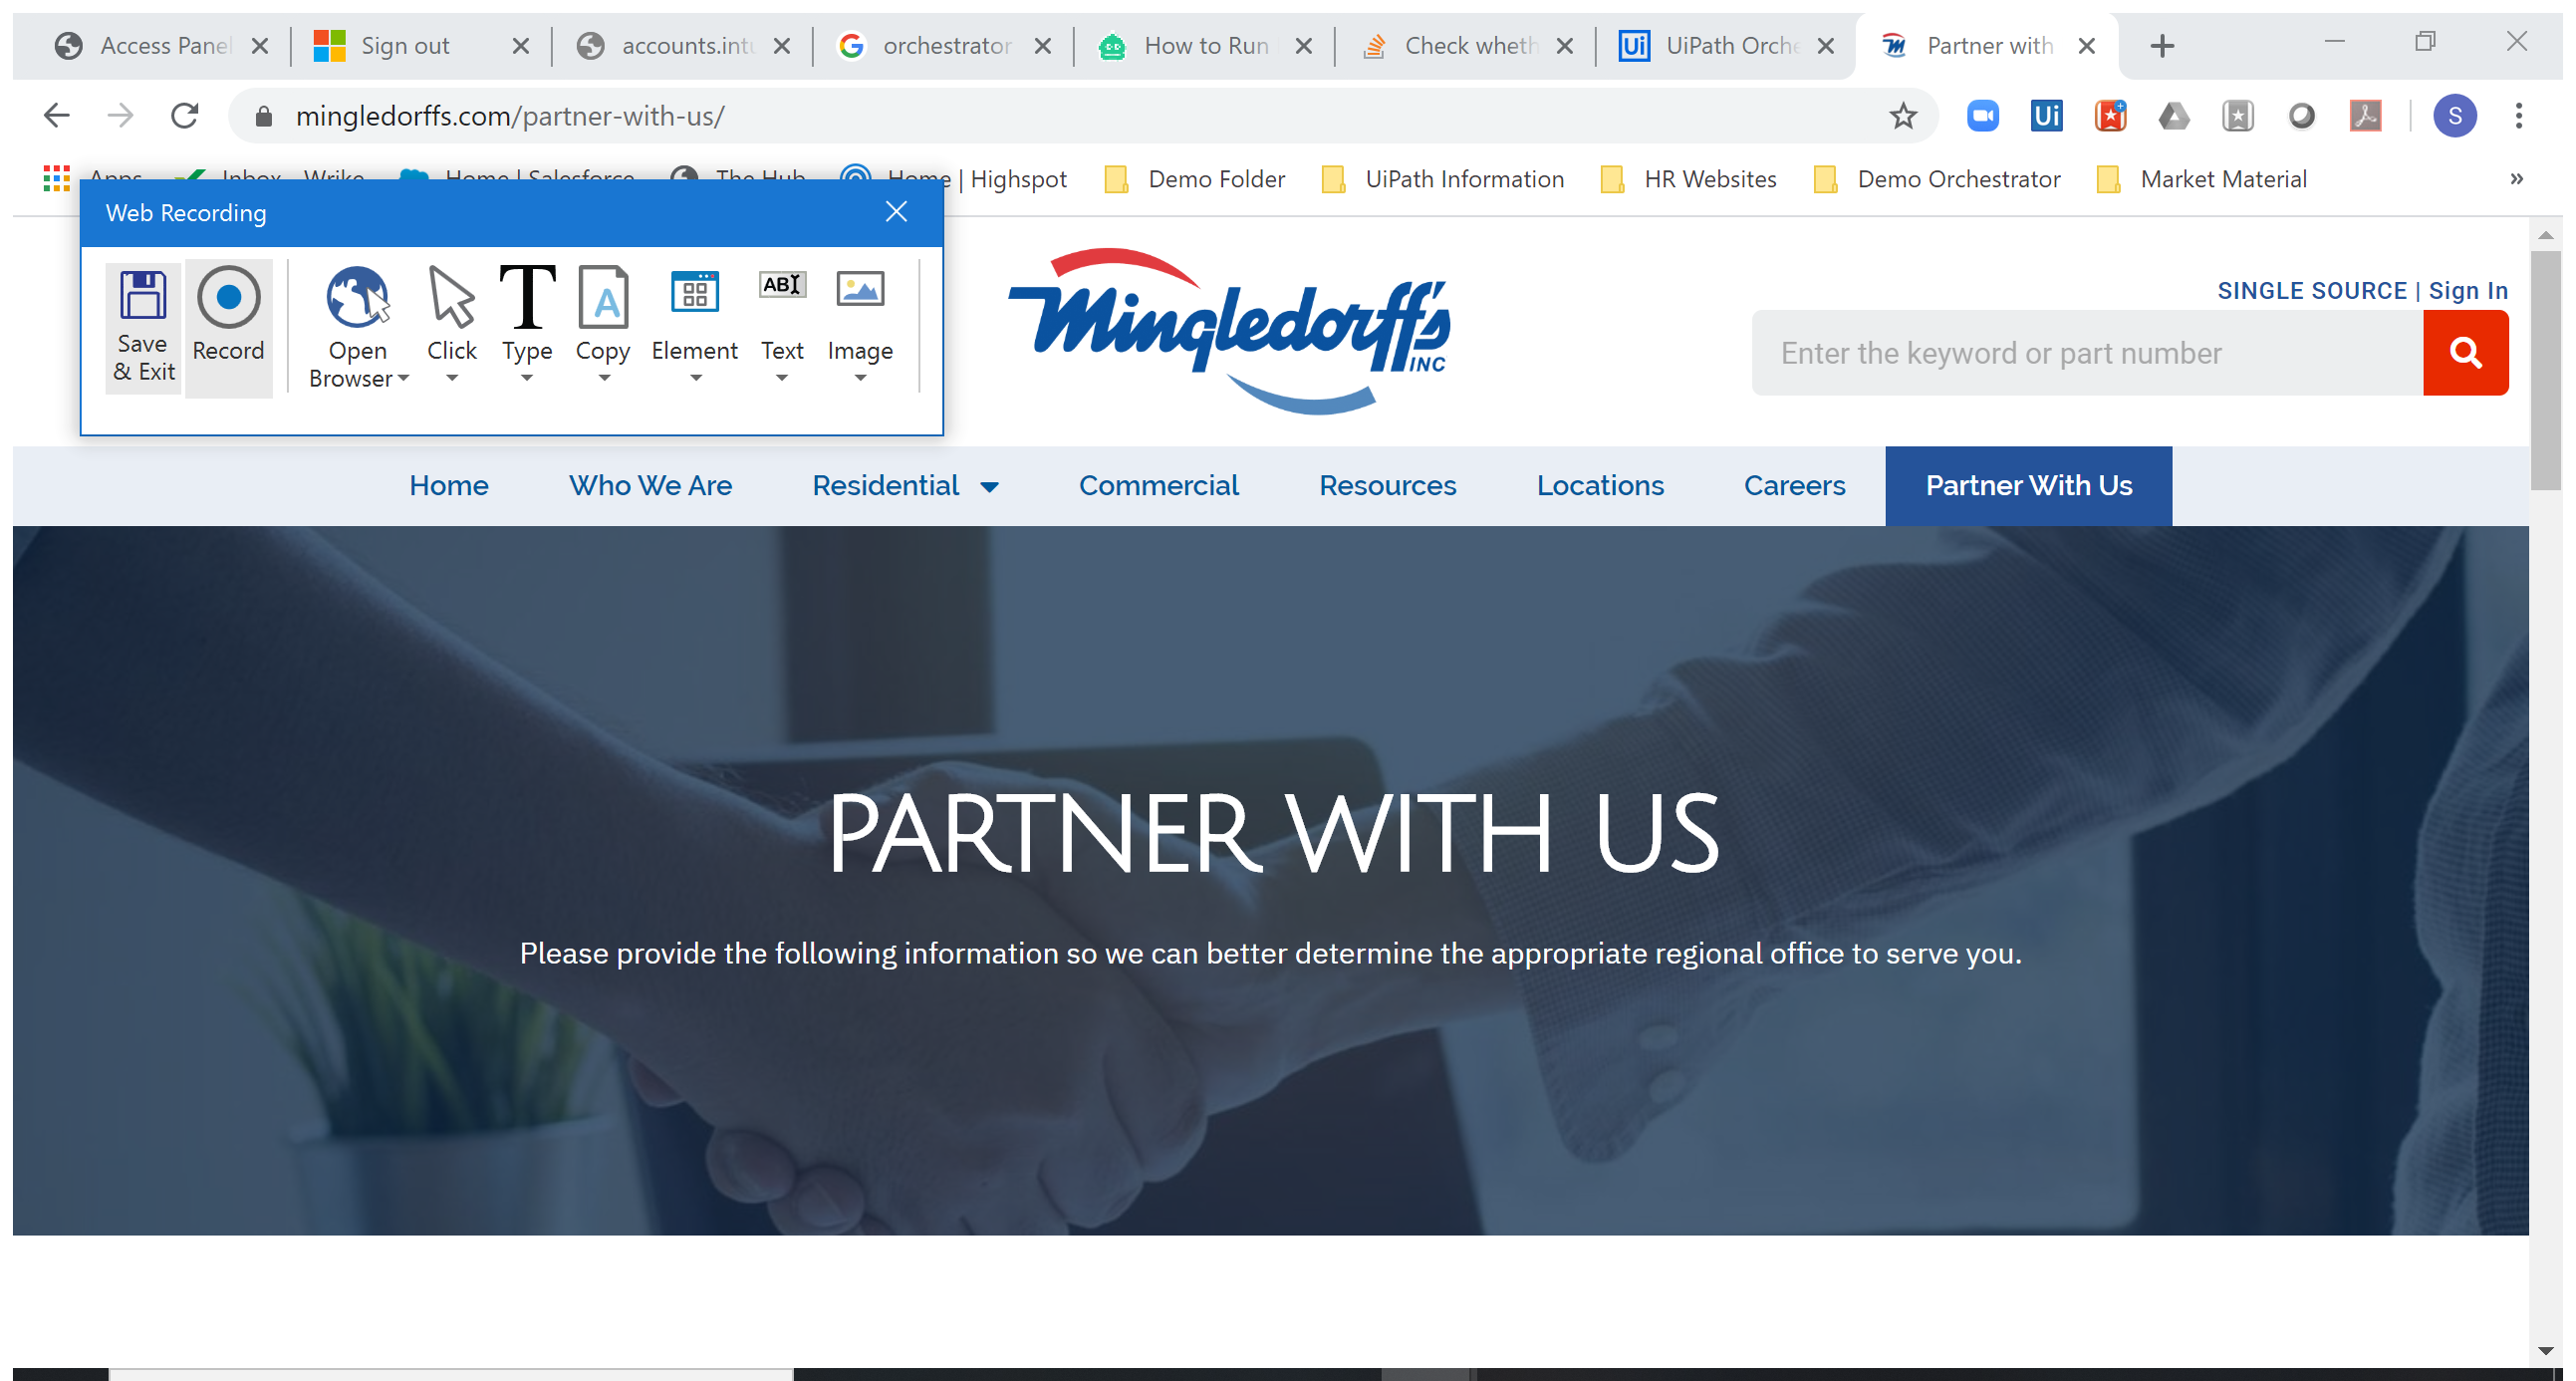 Access Pane
Sign out
accounts.intu
orchestrator
How to Run
Check wheth
Ui
UiPath Orche
Partner with
mingledorffs.com/partner-with-us/
Ui
S
Apps
Inbox - Wrike
Home | Salesforce
The Hub
Home | Highspot
Demo Folder
UiPath Information
HR Websites
Demo Orchestrator
Market Material
»
Web Recording
Save
& Exit
Record
Open
Browser
Click
T
Type
A
Copy
Element
ABI
Text
Image
Mingledorff's
INC
SINGLE SOURCE | Sign In
Enter the keyword or part number
Home
Who We Are
Residential
Commercial
Resources
Locations
Careers
Partner With Us
PARTNER WITH US
Please provide the following information so we can better determine the appropriate regional office to serve you.